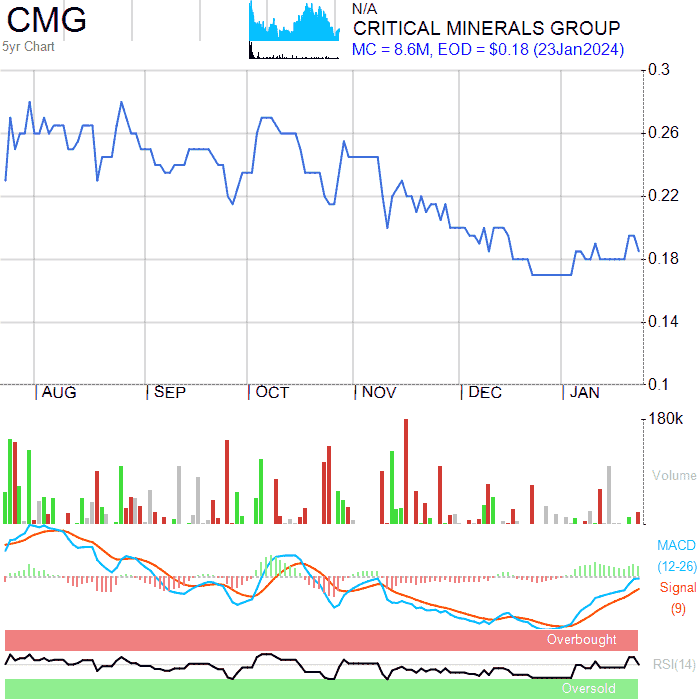 CMG
N/A
CRITICAL MINERALS GROUP
5yr Chart
MC = 8.6M, EOD = $0.18 (23Jan2024)
0.3
0.26
0.22
0.18
0.14
0.1
AUG SEP OCT NOV DEC JAN
180k
Volume
MACD
(12-26)
Signal
(9)
Overbought
RSI(14)
Oversold